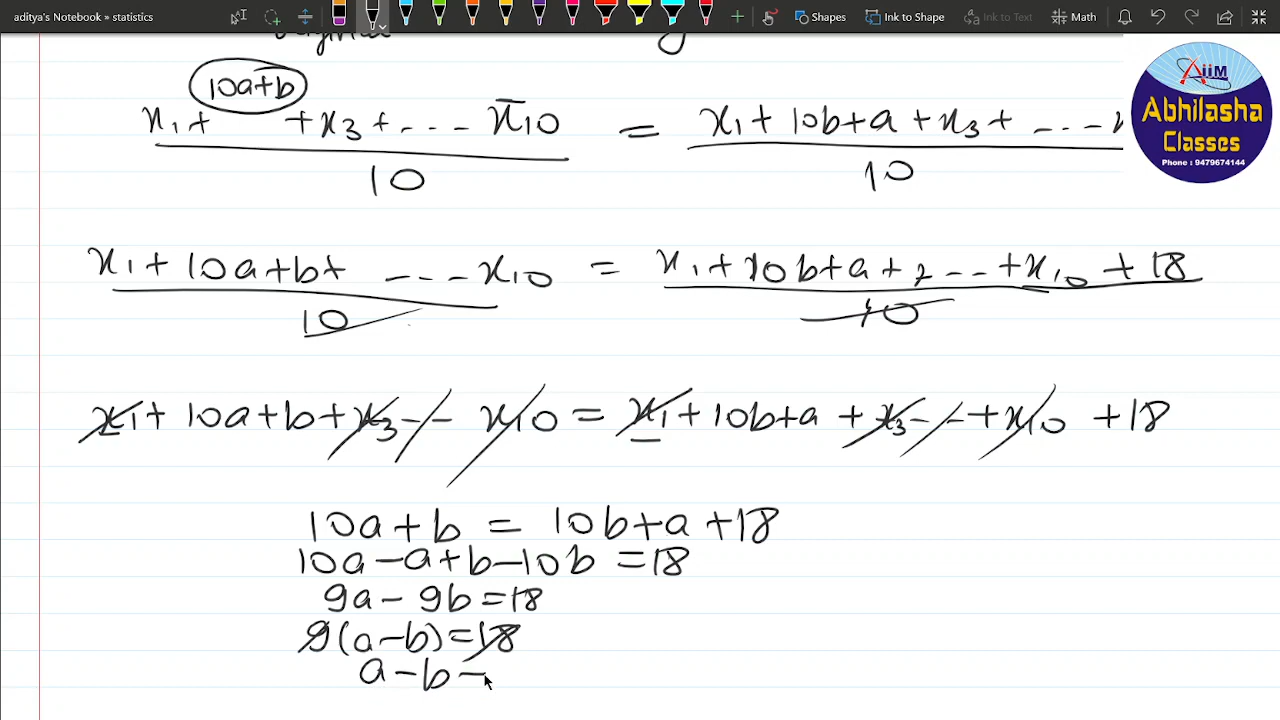 aditya's Notebook » statistics
Shapes Ink to Shape Ink to Text Math
10a+b
x1+ +x3+... x̅10 = x1+10b+a+x3+ ....
10 10
AiiM
Abhilasha
Classes
Phone : 9479674144
x1+10a+b+ ---x10 = x1+10b+a+ --+x10+18
10 10
x1+10a+b+x3-- x10 = x1+10b+a+x3--+x10+18
10a+b = 10b+a+18
10a-a+b-10b =18
9a-9b=18
9(a-b)=18
a-b-